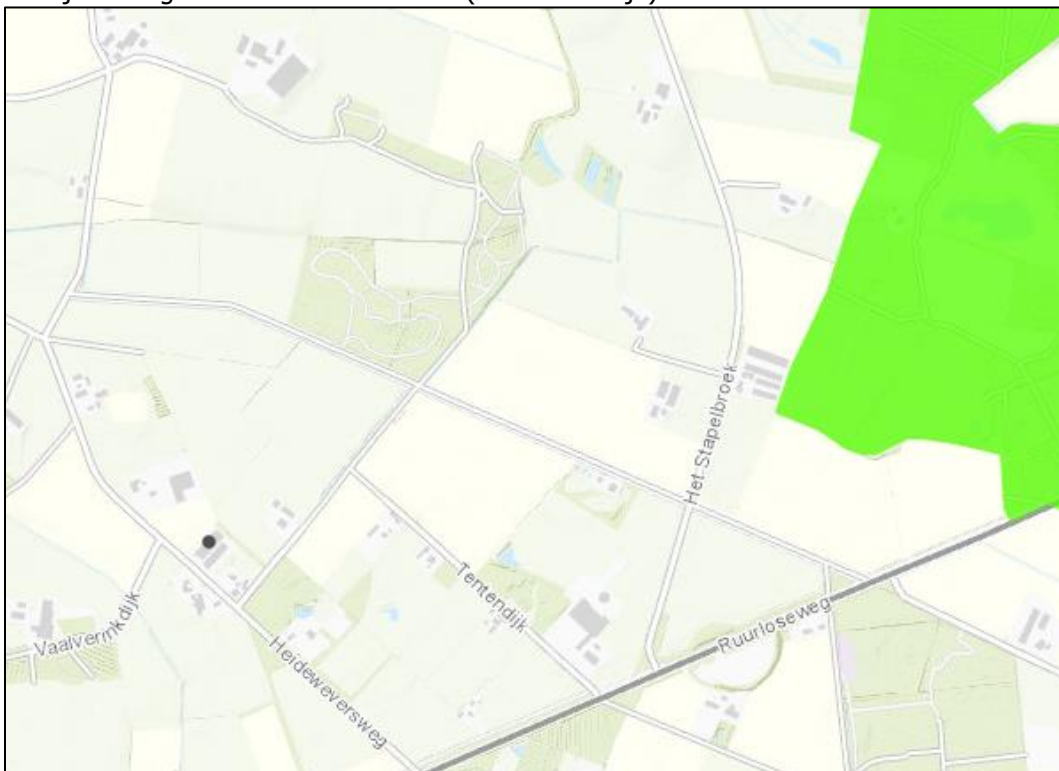 Het Stapelbroek
Tentendijk
Ruurloseweg
Vaalverinkdijk
Heideweversweg